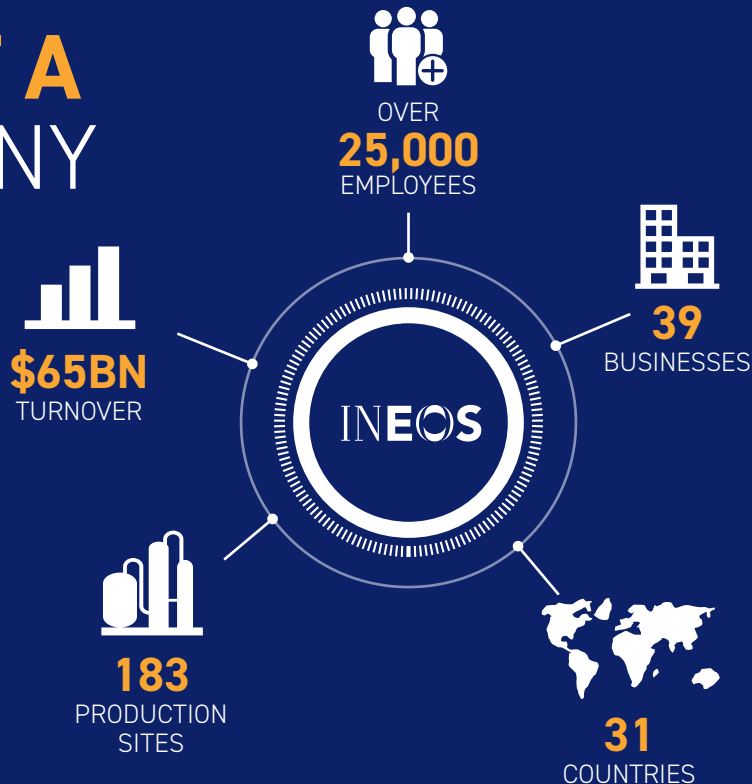 A
NY
OVER
25,000
EMPLOYEES
39
BUSINESSES
$65BN
TURNOVER
INEOS
183
PRODUCTION
SITES
31
COUNTRIES